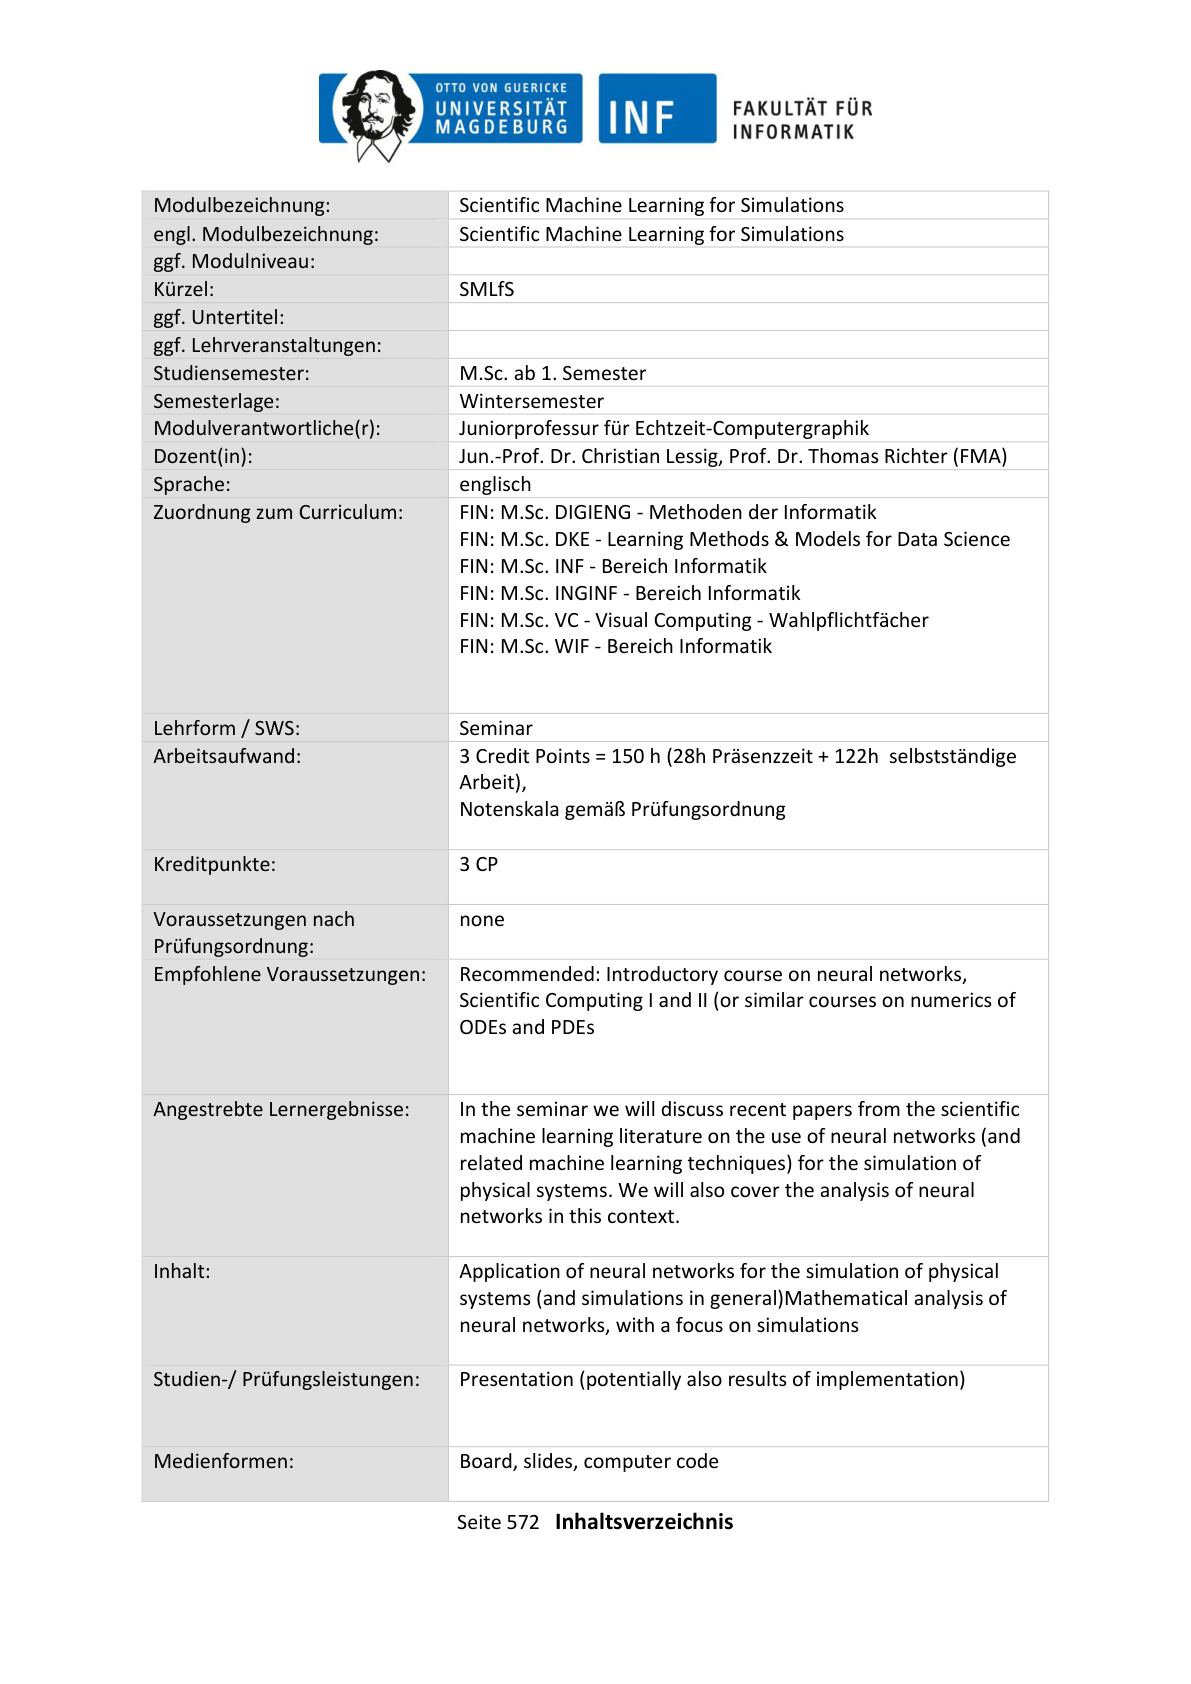 OTTO VON GUERICKE
UNIVERSITÄT
MAGDEBURG
INF
FAKULTÄT FÜR
INFORMATIK
Modulbezeichnung: Scientific Machine Learning for Simulations
engl. Modulbezeichnung: Scientific Machine Learning for Simulations
ggf. Modulniveau:
Kürzel: SMLfS
ggf. Untertitel:
ggf. Lehrveranstaltungen:
Studiensemester: M.Sc. ab 1. Semester
Semesterlage: Wintersemester
Modulverantwortliche(r): Juniorprofessur für Echtzeit-Computergraphik
Dozent(in): Jun.-Prof. Dr. Christian Lessig, Prof. Dr. Thomas Richter (FMA)
Sprache: englisch
Zuordnung zum Curriculum: FIN: M.Sc. DIGIENG - Methoden der Informatik
FIN: M.Sc. DKE - Learning Methods & Models for Data Science
FIN: M.Sc. INF - Bereich Informatik
FIN: M.Sc. INGINF - Bereich Informatik
FIN: M.Sc. VC - Visual Computing - Wahlpflichtfächer
FIN: M.Sc. WIF - Bereich Informatik
Lehrform / SWS: Seminar
Arbeitsaufwand: 3 Credit Points = 150 h (28h Präsenzzeit + 122h selbstständige
Arbeit),
Notenskala gemäß Prüfungsordnung
Kreditpunkte: 3 CP
Voraussetzungen nach none
Prüfungsordnung:
Empfohlene Voraussetzungen: Recommended: Introductory course on neural networks,
Scientific Computing I and II (or similar courses on numerics of
ODEs and PDEs
Angestrebte Lernergebnisse: In the seminar we will discuss recent papers from the scientific
machine learning literature on the use of neural networks (and
related machine learning techniques) for the simulation of
physical systems. We will also cover the analysis of neural
networks in this context.
Inhalt: Application of neural networks for the simulation of physical
systems (and simulations in general)Mathematical analysis of
neural networks, with a focus on simulations
Studien-/ Prüfungsleistungen: Presentation (potentially also results of implementation)
Medienformen: Board, slides, computer code
Seite 572 Inhaltsverzeichnis